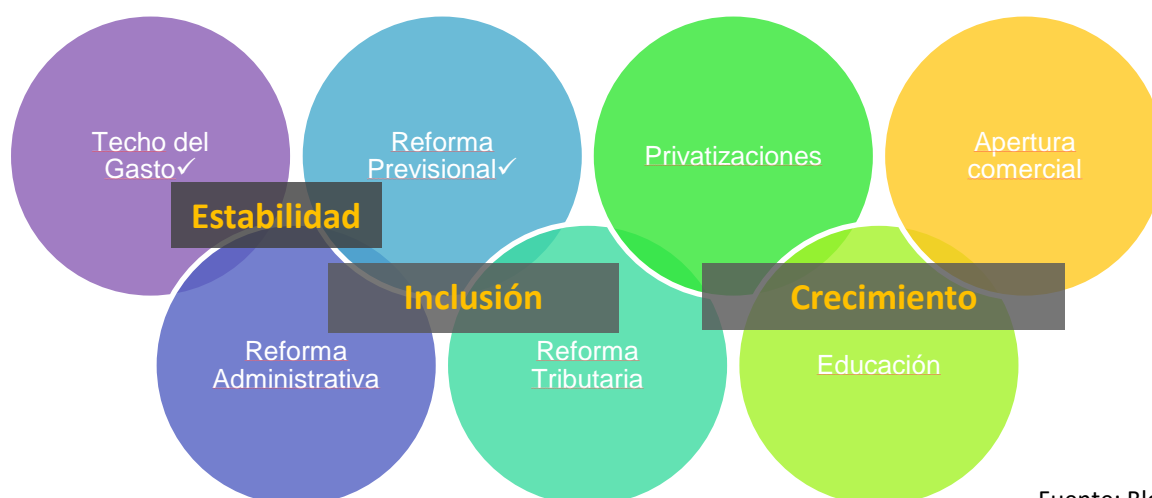 Techo del
Gasto✓
Reforma
Previsional✓
Privatizaciones
Apertura
comercial
Estabilidad
Inclusión
Crecimiento
Reforma
Administrativa
Reforma
Tributaria
Educación
Fuente: